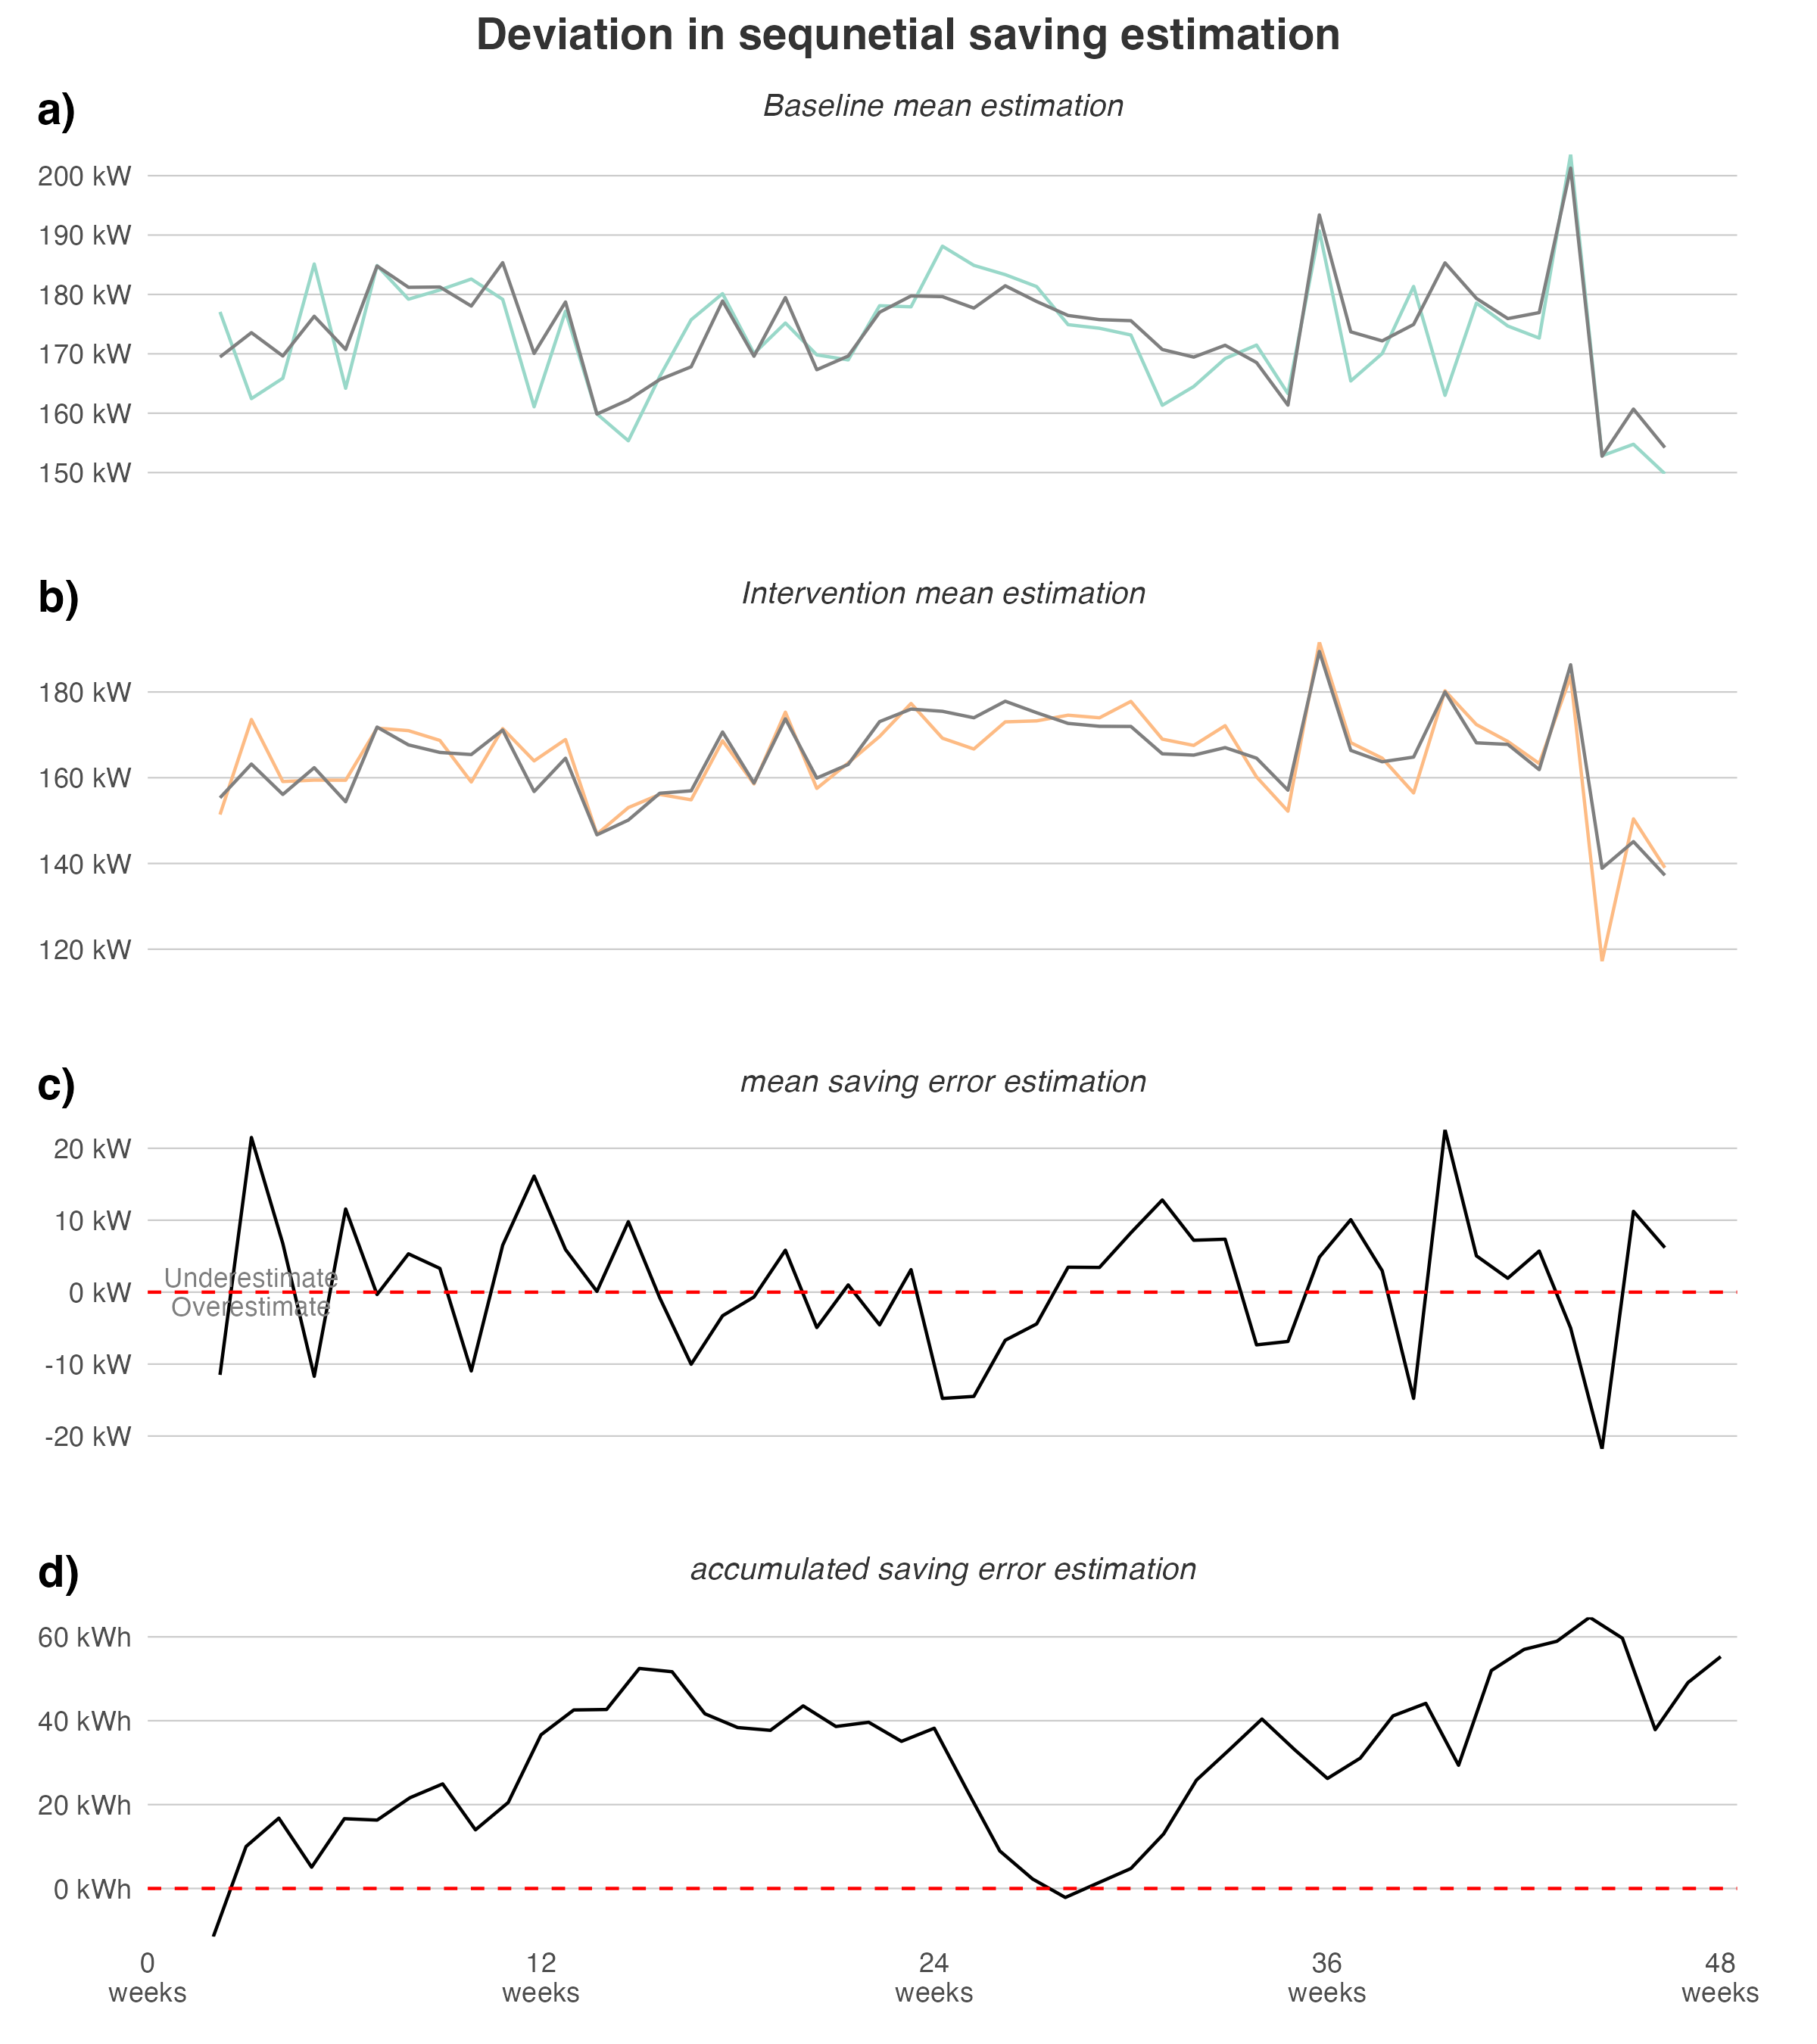 Deviation in sequnetial saving estimation
a)
Baseline mean estimation
200 kW
190 kW
180 kW
170 kW
160 kW
150 kW
b)
Intervention mean estimation
180 kW
160 kW
140 kW
120 kW
c)
mean saving error estimation
20 kW
10 kW
Underestimate
0 kW
Overestimate
-10 kW
-20 kW
d)
accumulated saving error estimation
60 kWh
40 kWh
20 kWh
0 kWh
0 12 24 36 48
weeks weeks weeks weeks weeks